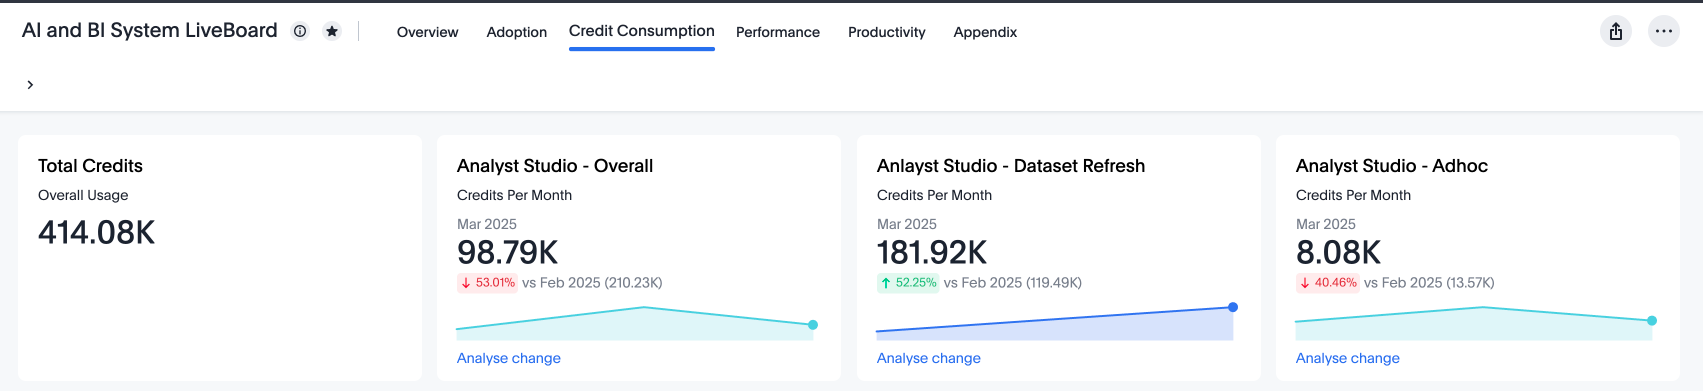 AI and BI System LiveBoard
Overview Adoption Credit Consumption Performance Productivity Appendix
Total Credits
Overall Usage
414.08K
Analyst Studio - Overall
Credits Per Month
Mar 2025
98.79K
53.01% vs Feb 2025 (210.23K)
Analyse change
Anlayst Studio - Dataset Refresh
Credits Per Month
Mar 2025
181.92K
52.25% vs Feb 2025 (119.49K)
Analyse change
Analyst Studio - Adhoc
Credits Per Month
Mar 2025
8.08K
40.46% vs Feb 2025 (13.57K)
Analyse change